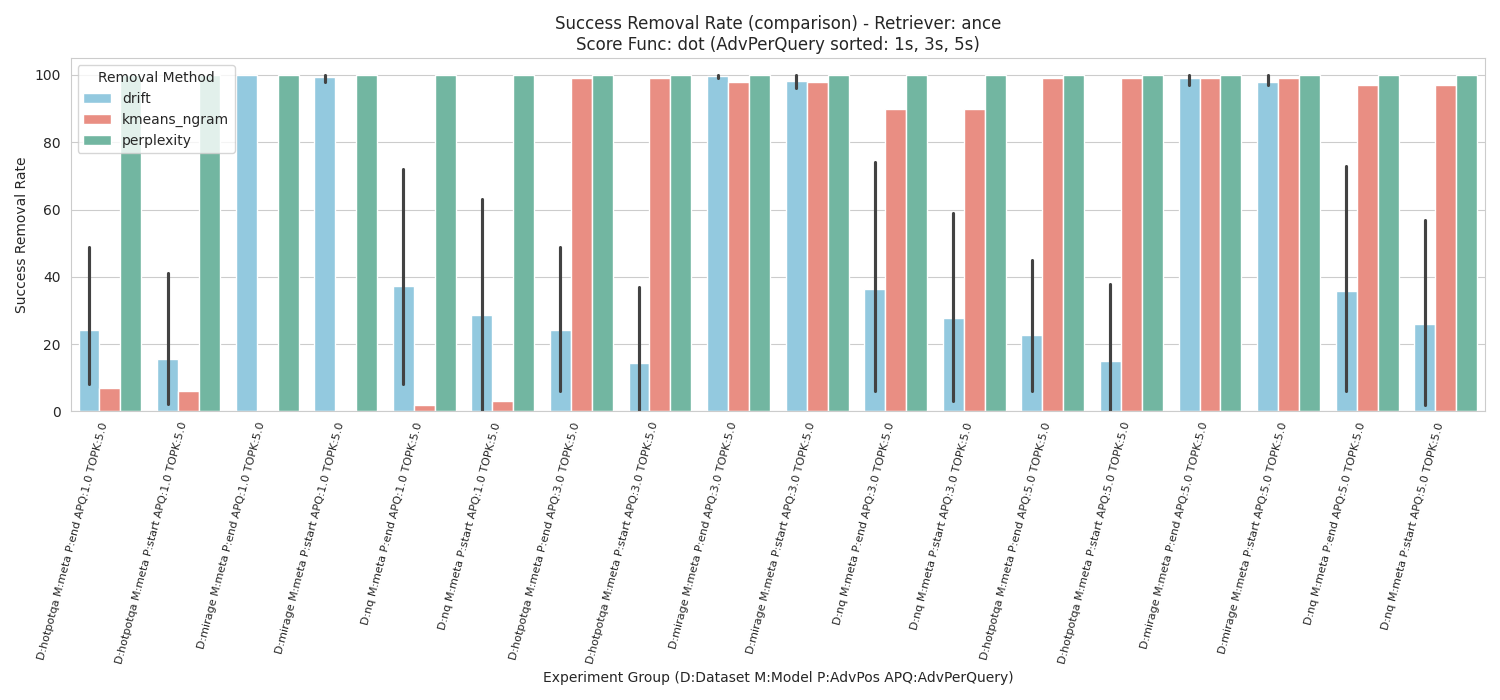 Success Removal Rate (comparison) - Retriever: ance
Score Func: dot (AdvPerQuery sorted: 1s, 3s, 5s)
Success Removal Rate
100
80
60
40
20
0
Removal Method
drift
kmeans_ngram
perplexity
D:hotpotqa M:meta P:end APQ:1.0 TOPK:5.0
D:hotpotqa M:meta P:start APQ:1.0 TOPK:5.0
D:mirage M:meta P:end APQ:1.0 TOPK:5.0
D:mirage M:meta P:start APQ:1.0 TOPK:5.0
D:nq M:meta P:end APQ:1.0 TOPK:5.0
D:nq M:meta P:start APQ:1.0 TOPK:5.0
D:hotpotqa M:meta P:end APQ:3.0 TOPK:5.0
D:hotpotqa M:meta P:start APQ:3.0 TOPK:5.0
D:mirage M:meta P:end APQ:3.0 TOPK:5.0
D:mirage M:meta P:start APQ:3.0 TOPK:5.0
D:nq M:meta P:end APQ:3.0 TOPK:5.0
D:nq M:meta P:start APQ:3.0 TOPK:5.0
D:hotpotqa M:meta P:end APQ:5.0 TOPK:5.0
D:hotpotqa M:meta P:start APQ:5.0 TOPK:5.0
D:mirage M:meta P:end APQ:5.0 TOPK:5.0
D:mirage M:meta P:start APQ:5.0 TOPK:5.0
D:nq M:meta P:end APQ:5.0 TOPK:5.0
D:nq M:meta P:start APQ:5.0 TOPK:5.0
Experiment Group (D:Dataset M:Model P:AdvPos APQ:AdvPerQuery)